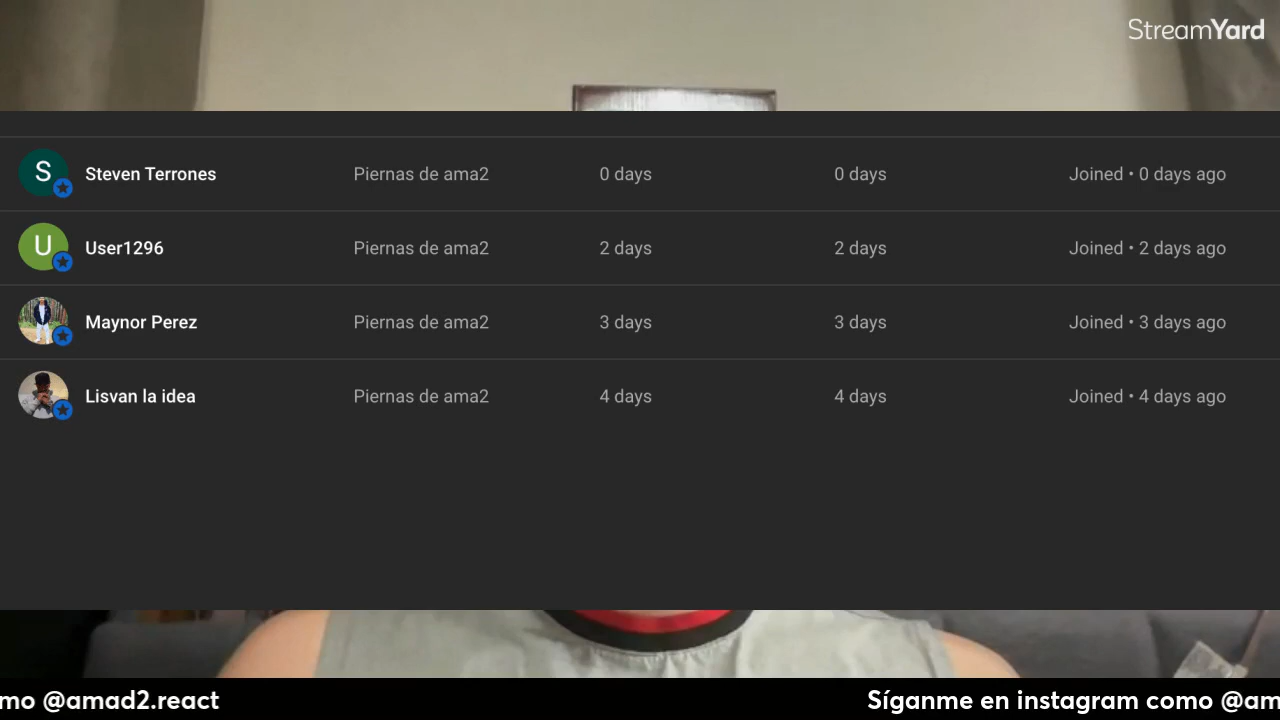 StreamYard
S Steven Terrones Piernas de ama2 0 days 0 days Joined • 0 days ago
U User1296 Piernas de ama2 2 days 2 days Joined • 2 days ago
Maynor Perez Piernas de ama2 3 days 3 days Joined • 3 days ago
Lisvan la idea Piernas de ama2 4 days 4 days Joined • 4 days ago
mo @amad2.react Síganme en instagram como @am